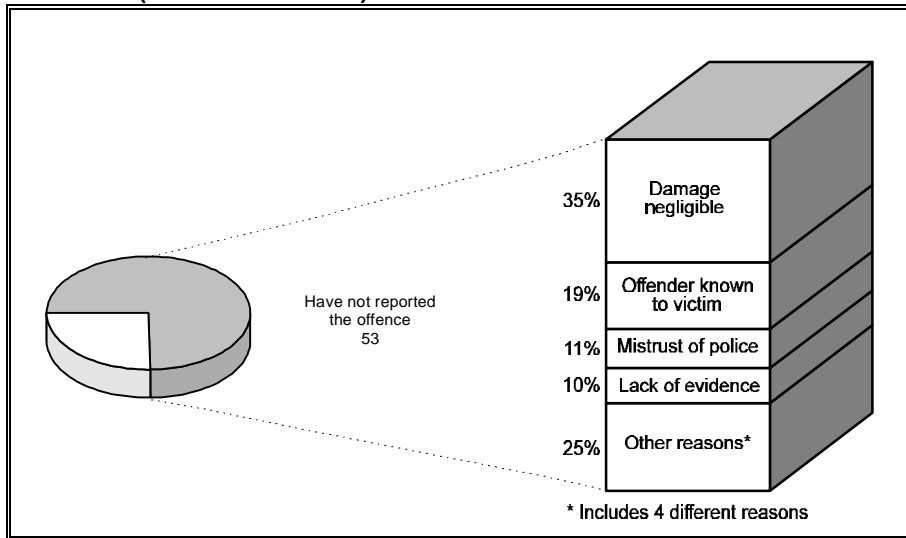 Have not reported
the offence
53
35%
Damage
negligible
19%
Offender known
to victim
11%
Mistrust of police
10%
Lack of evidence
25%
Other reasons*
* Includes 4 different reasons